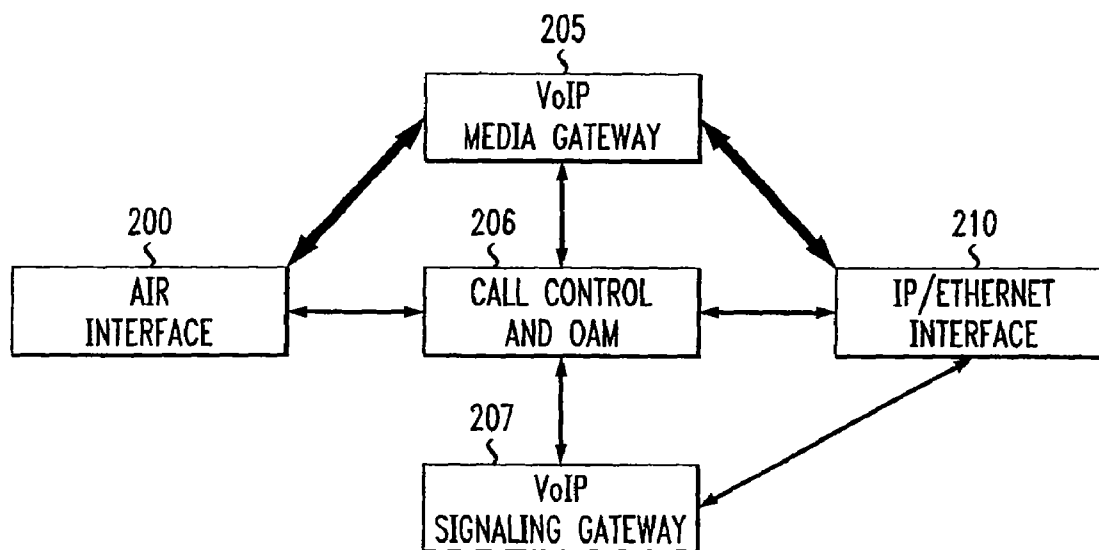 205
VoIP
MEDIA GATEWAY
200
AIR
INTERFACE
206
CALL CONTROL
AND OAM
210
IP/ETHERNET
INTERFACE
207
VoIP
SIGNALING GATEWAY